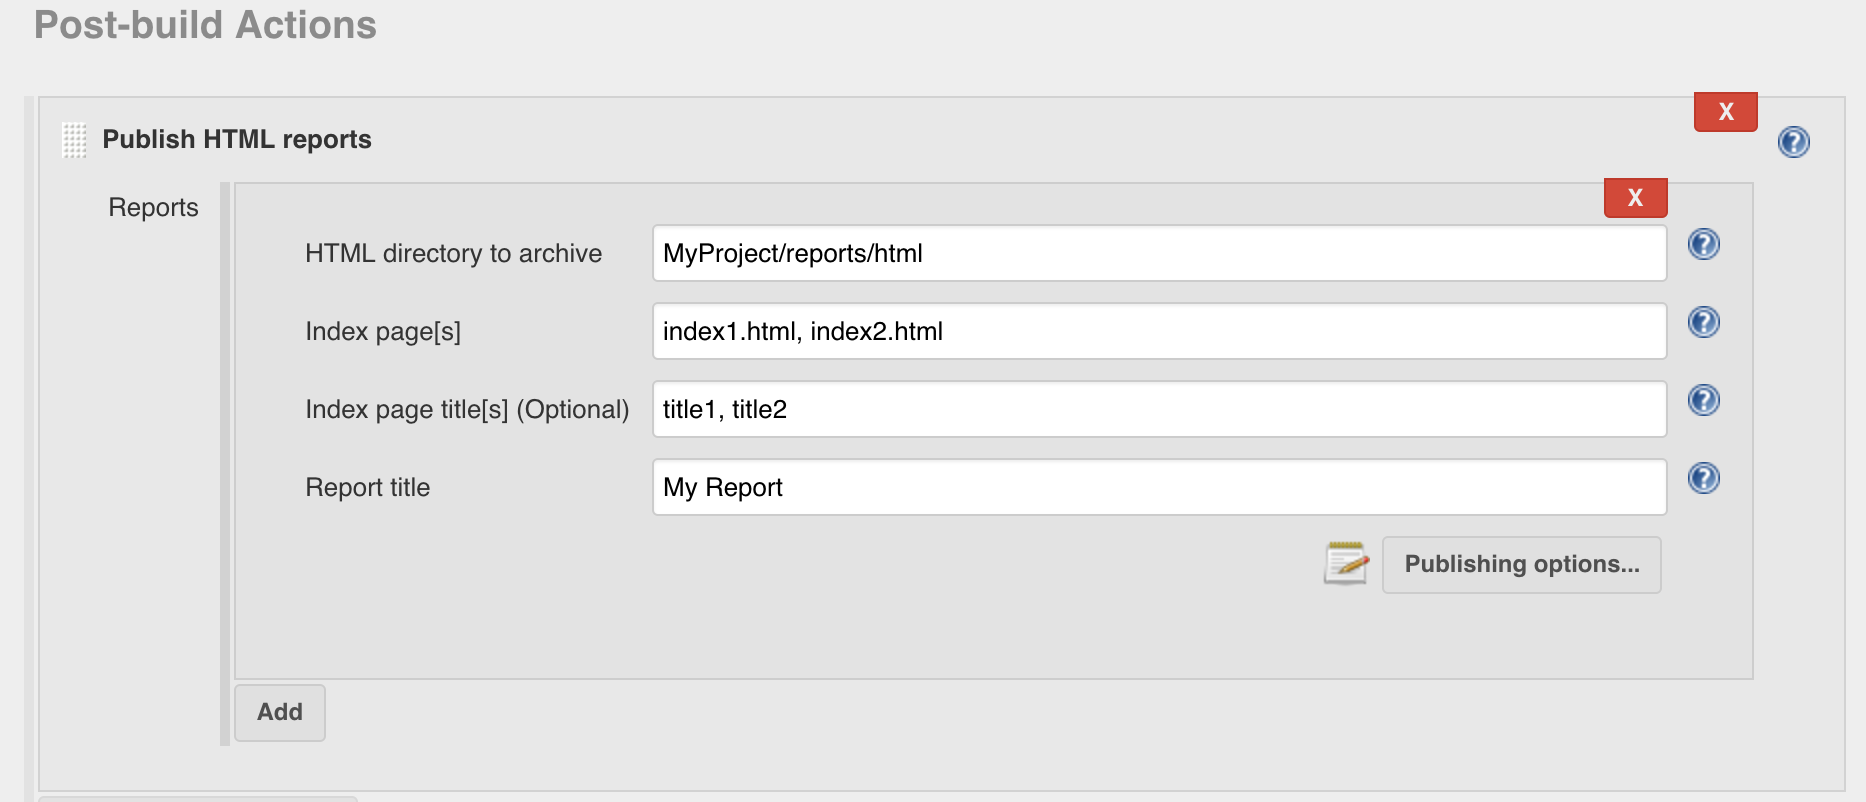 Post-build Actions
X
Publish HTML reports
?
Reports
X
HTML directory to archive MyProject/reports/html ?
Index page[s] index1.html, index2.html ?
Index page title[s] (Optional) title1, title2 ?
Report title My Report ?
Publishing options...
Add